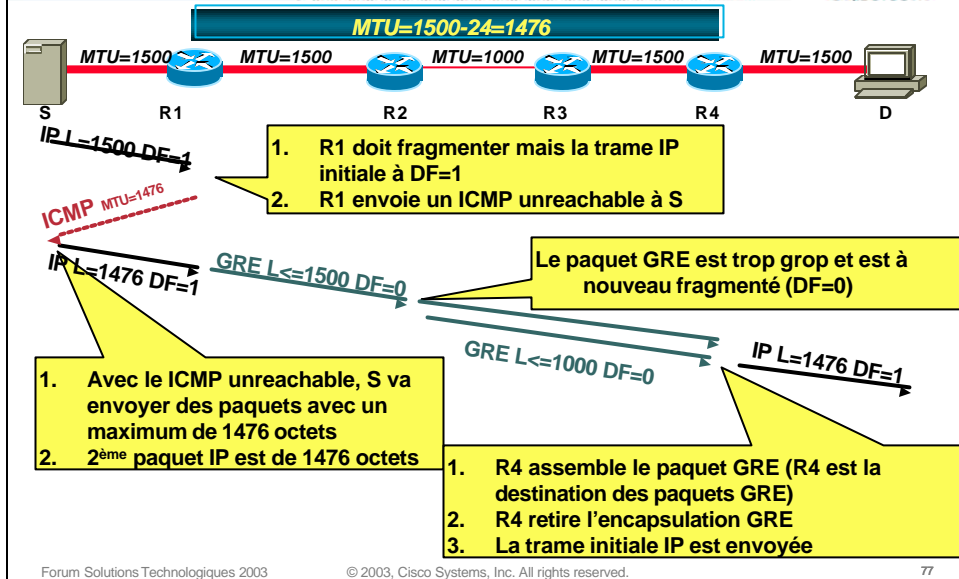 MTU=1500-24=1476
MTU=1500 MTU=1500 MTU=1000 MTU=1500 MTU=1500
S R1 R2 R3 R4 D
IP L=1500 DF=1
1. R1 doit fragmenter mais la trame IP
initiale à DF=1
2. R1 envoie un ICMP unreachable à S
ICMP MTU=1476
IP L=1476 DF=1
GRE L<=1500 DF=0
Le paquet GRE est trop grop et est à
nouveau fragmenté (DF=0)
GRE L<=1000 DF=0
IP L=1476 DF=1
1. Avec le ICMP unreachable, S va
envoyer des paquets avec un
maximum de 1476 octets
2. 2ème paquet IP est de 1476 octets
1. R4 assemble le paquet GRE (R4 est la
destination des paquets GRE)
2. R4 retire l’encapsulation GRE
3. La trame initiale IP est envoyée
Forum Solutions Technologiques 2003 © 2003, Cisco Systems, Inc. All rights reserved. 77